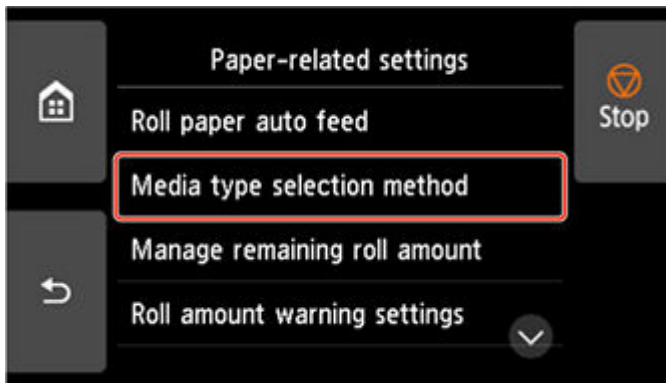 Paper-related settings
Roll paper auto feed
Stop
Media type selection method
Manage remaining roll amount
Roll amount warning settings